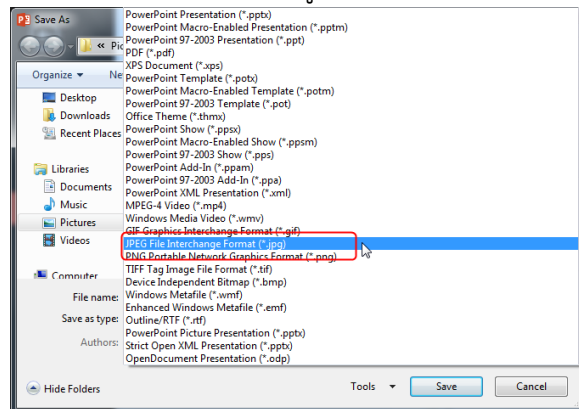 Save As
« Pic
Organize
Ne
Desktop
Downloads
Recent Places
Libraries
Documents
Music
Pictures
Videos
Computer
File name:
Save as type:
Authors:
PowerPoint Presentation (*.pptx)
PowerPoint Macro-Enabled Presentation (*.pptm)
PowerPoint 97-2003 Presentation (*.ppt)
PDF (*.pdf)
XPS Document (*.xps)
PowerPoint Template (*.potx)
PowerPoint Macro-Enabled Template (*.potm)
PowerPoint 97-2003 Template (*.pot)
Office Theme (*.thmx)
PowerPoint Show (*.ppsx)
PowerPoint Macro-Enabled Show (*.ppsm)
PowerPoint 97-2003 Show (*.pps)
PowerPoint Add-In (*.ppam)
PowerPoint 97-2003 Add-In (*.ppa)
PowerPoint XML Presentation (*.xml)
MPEG-4 Video (*.mp4)
Windows Media Video (*.wmv)
GIF Graphics Interchange Format (*.gif)
JPEG File Interchange Format (*.jpg)
PNG Portable Network Graphics Format (*.png)
TIFF Tag Image File Format (*.tif)
Device Independent Bitmap (*.bmp)
Windows Metafile (*.wmf)
Enhanced Windows Metafile (*.emf)
Outline/RTF (*.rtf)
PowerPoint Picture Presentation (*.pptx)
Strict Open XML Presentation (*.pptx)
OpenDocument Presentation (*.odp)
Hide Folders
Tools
Save
Cancel